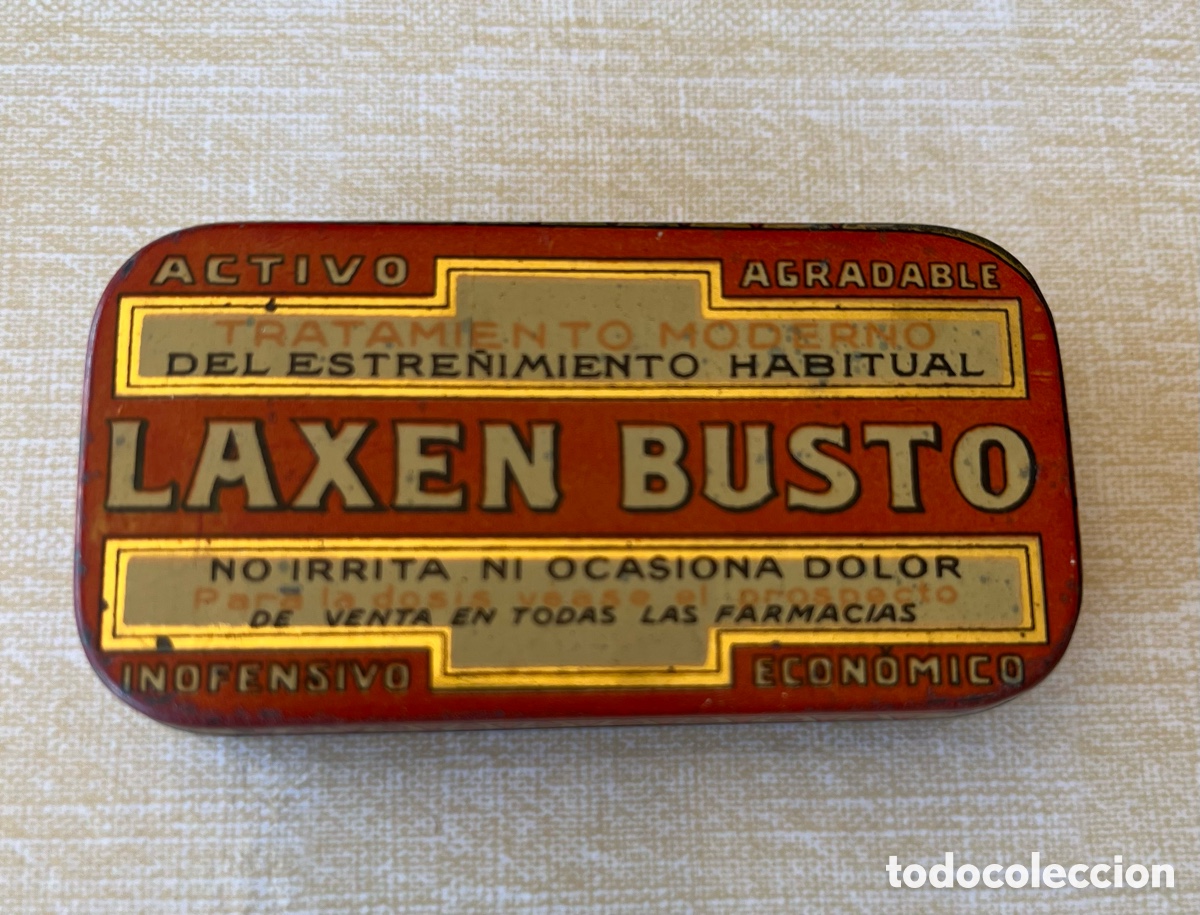 ACTIVO
AGRADABLE
TRATAMIENTO MODERNO
DEL ESTREÑIMIENTO HABITUAL
LAXEN BUSTO
NO IRRITA NI OCASIONA DOLOR
Para la dosis vease el prospecto
DE VENTA EN TODAS LAS FARMACIAS
INOFENSIVO
ECONÓMICO
todocoleccion